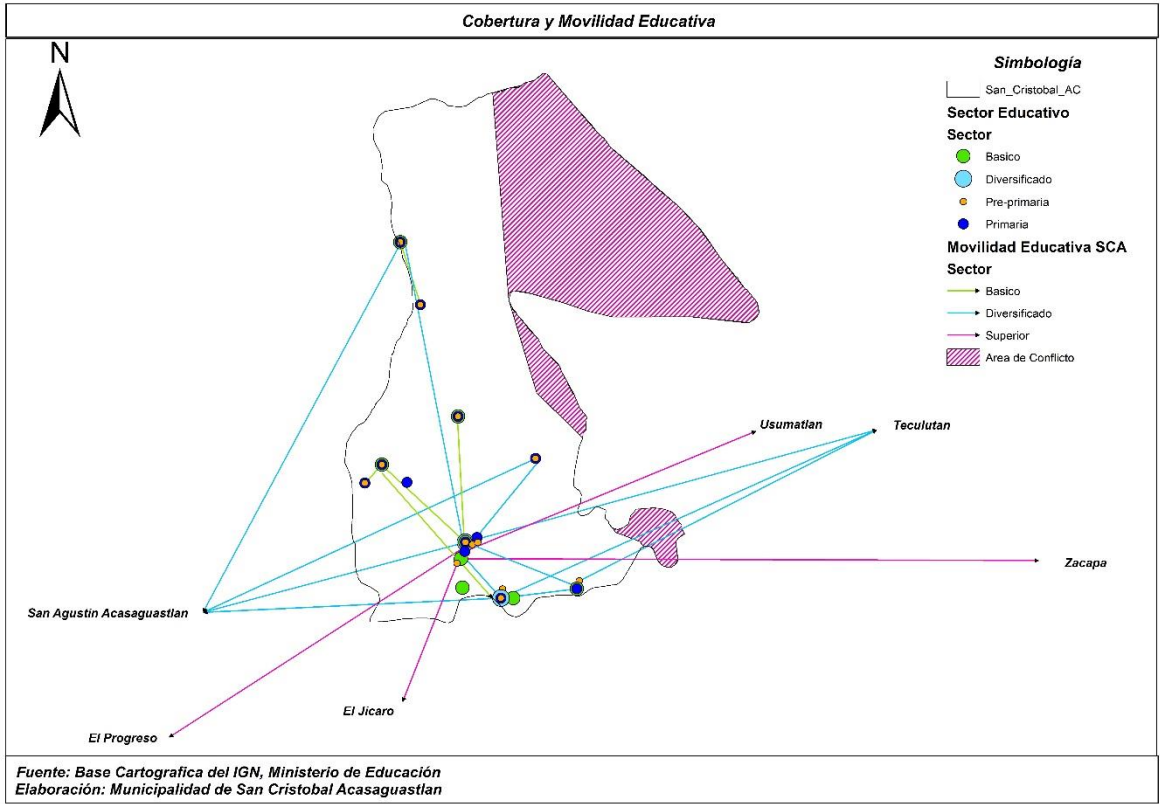 Cobertura y Movilidad Educativa
N
Simbología
San_Cristobal_AC
Sector Educativo
Sector
Basico
Diversificado
Pre-primaria
Primaria
Movilidad Educativa SCA
Sector
Basico
Diversificado
Superior
Area de Conflicto
Usumatlan
Teculutan
Zacapa
San Agustin Acasaguastlan
El Jicaro
El Progreso
Fuente: Base Cartografica del IGN, Ministerio de Educación
Elaboración: Municipalidad de San Cristobal Acasaguastlan